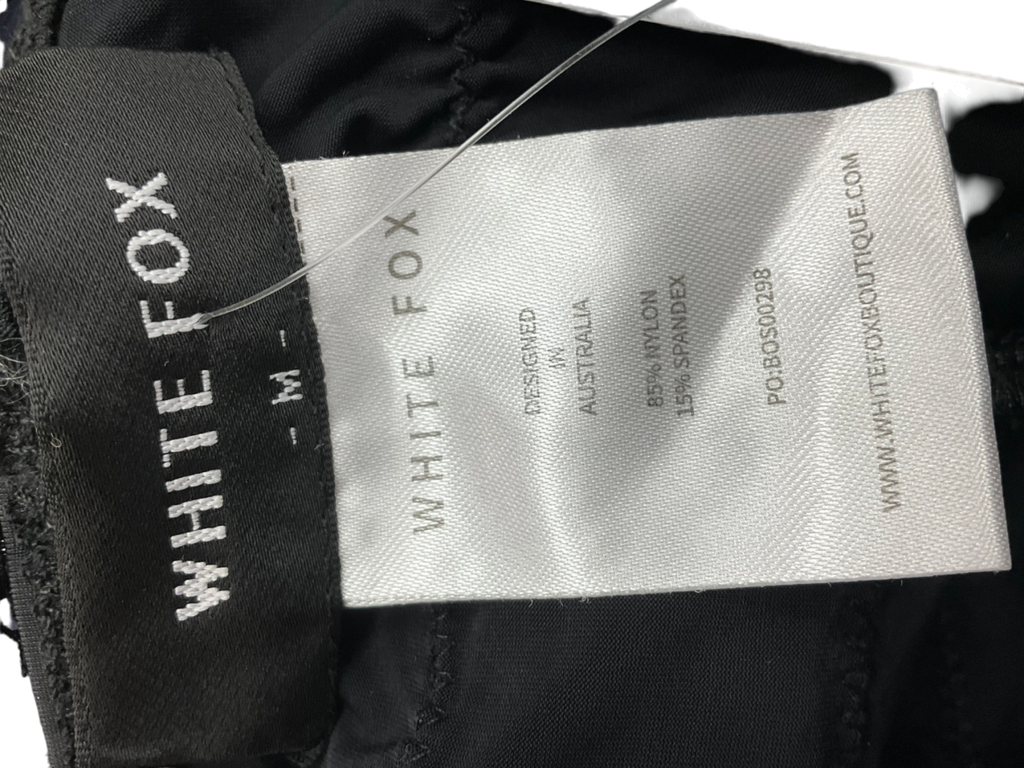 WHITE FOX
- M -
WHITE FOX
DESIGNED
IN
AUSTRALIA
85% NYLON
15% SPANDEX
PO:BOS00298
WWW.WHITEFOXBOUTIQUE.COM